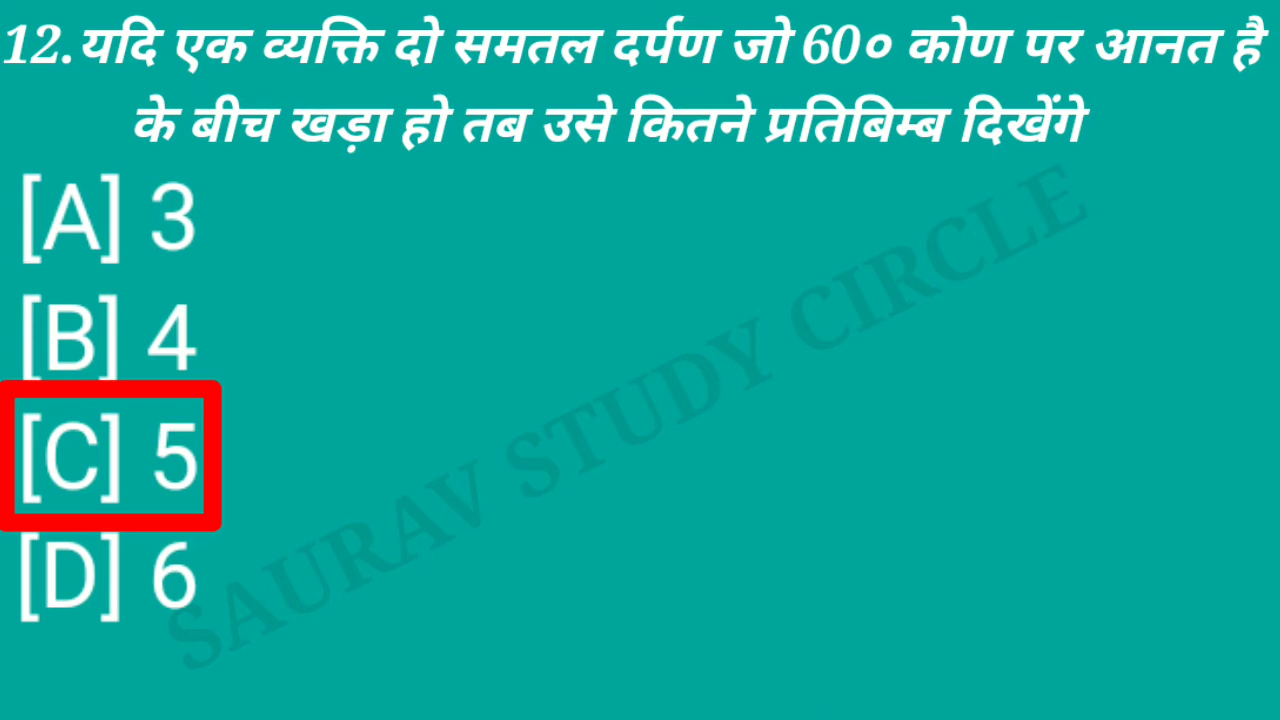 12.यदि एक व्यक्ति दो समतल दर्पण जो 60० कोण पर आनत है
के बीच खड़ा हो तब उसे कितने प्रतिबिम्ब दिखेंगे
[A] 3
[B] 4
[C] 5
[D] 6
SAURAV STUDY CIRCLE